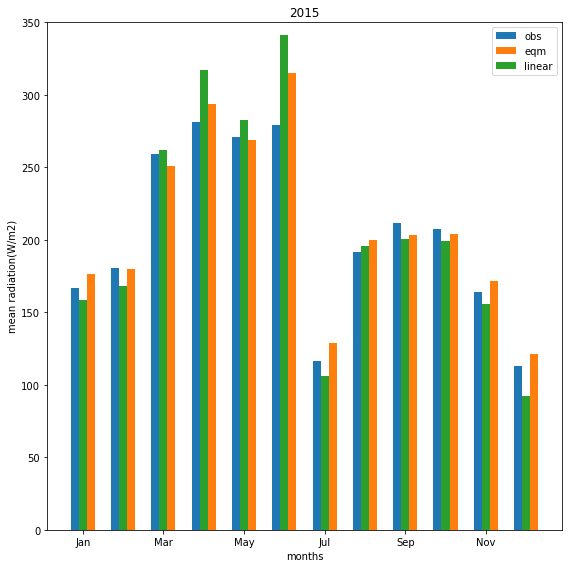 2015
350
300
250
200
150
100
50
0
mean radiation(W/m2)
obs
eqm
linear
Jan
Mar
May
Jul
Sep
Nov
months